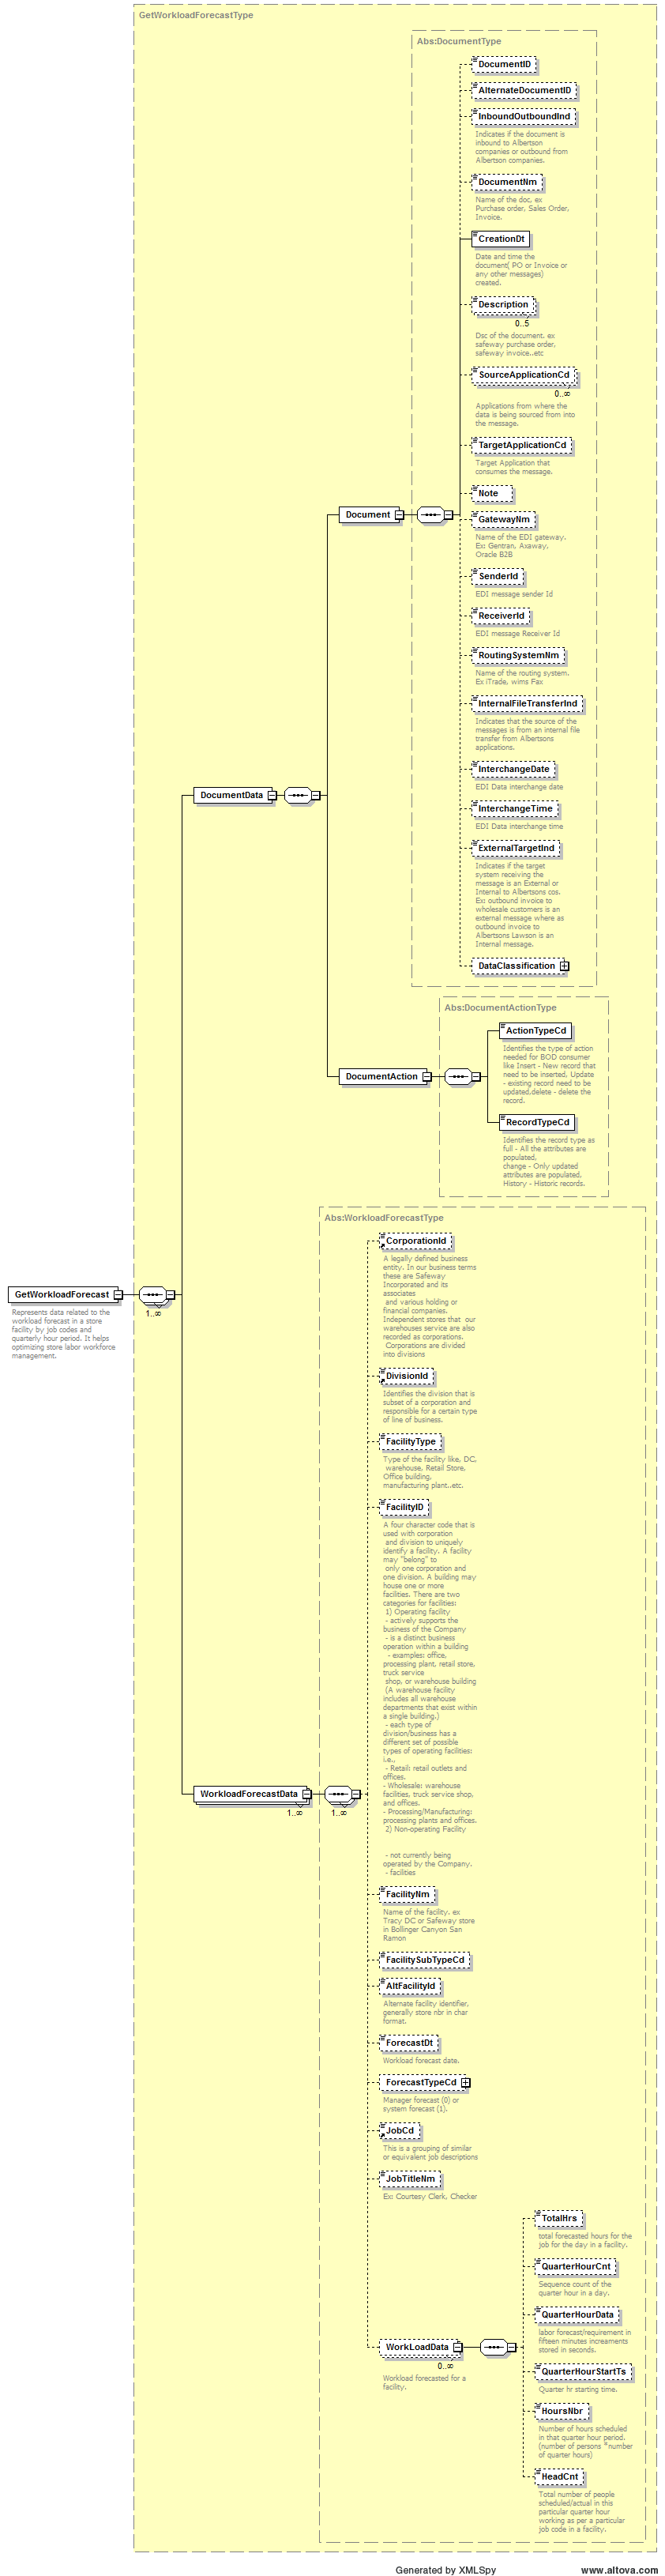 GetWorkloadForecastType
Abs:DocumentType
DocumentID
AlternateDocumentID
InboundOutboundInd
Indicates if the document is
inbound to Albertson
companies or outbound from
Albertson companies.
DocumentNm
Name of the doc, ex
Purchase order, Sales Order,
Invoice.
CreationDt
Date and time the
document( PO or Invoice or
any other messages)
created.
Description
0..5
Dsc of the document. ex
safeway purchase order,
safeway invoice..etc
SourceApplicationCd
0..∞
Applications from where the
data is being sourced from into
the message.
TargetApplicationCd
Target Application that
consumes the message.
Document
Note
GatewayNm
Name of the EDI gateway.
Ex: Gentran, Axaway,
Oracle B2B
SenderId
EDI message sender Id
ReceiverId
EDI message Receiver Id
RoutingSystemNm
Name of the routing system.
Ex iTrade, wims Fax
InternalFileTransferInd
Indicates that the source of the
messages is from an internal file
transfer from Albertsons
applications.
InterchangeDate
EDI Data interchange date
DocumentData
InterchangeTime
EDI Data interchange time
ExternalTargetInd
Indicates if the target
system receiving the
message is an External or
Internal to Albertsons cos.
Ex: outbound invoice to
wholesale customers is an
external message where as
outbound invoice to
Albertsons Lawson is an
Internal message.
DataClassification
Abs:DocumentActionType
ActionTypeCd
Identifies the type of action
needed for BOD consumer
like Insert - New record that
need to be inserted, Update
- existing record need to be
updated,delete - delete the
record.
DocumentAction
RecordTypeCd
Identifies the record type as
full - All the attributes are
populated,
change - Only updated
attributes are populated.
History - Historic records.
Abs:WorkloadForecastType
CorporationId
A legally defined business
entity. In our business terms
these are Safeway
Incorporated and its
associates
and various holding or
financial companies.
Independent stores that our
warehouses service are also
recorded as corporations.
Corporations are divided
into divisions
GetWorkloadForecast
1..∞
Represents data related to the
workload forecast in a store
facility by job codes and
quarterly hour period. It helps
optimizing store labor workforce
management.
DivisionId
Identifies the division that is
subset of a corporation and
responsible for a certain type
of line of business.
FacilityType
Type of the facility like, DC,
warehouse, Retail Store,
Office building,
manufacturing plant..etc.
FacilityID
A four character code that is
used with corporation
and division to uniquely
identify a facility. A facility
may "belong" to
only one corporation and
one division. A building may
house one or more
facilities. There are two
categories for facilities:
1) Operating facility
- actively supports the
business of the Company
- is a distinct business
operation within a building
- examples: office,
processing plant, retail store,
truck service
shop, or warehouse building
(A warehouse facility
includes all warehouse
departments that exist within
a single building.)
- each type of
division/business has a
different set of possible
types of operating facilities:
i.e.,
- Retail: retail outlets and
offices.
- Wholesale: warehouse
facilities, truck service shop,
and offices.
- Processing/Manufacturing:
processing plants and offices.
2) Non-operating Facility
- not currently being
operated by the Company.
- facilities
WorkloadForecastData
1..∞
1..∞
FacilityNm
Name of the facility. ex
Tracy DC or Safeway store
in Bollinger Canyon San
Ramon
FacilitySubTypeCd
AltFacilityId
Alternate facility identifier,
generally store nbr in char
format.
ForecastDt
Workload forecast date.
ForecastTypeCd
Manager forecast (0) or
system forecast (1).
JobCd
This is a grouping of similar
or equivalent job descriptions
JobTitleNm
Ex: Courtesy Clerk, Checker
WorkLoadData
0..∞
Workload forecasted for a
facility.
TotalHrs
total forecasted hours for the
job for the day in a facility.
QuarterHourCnt
Sequence count of the
quarter hour in a day.
QuarterHourData
labor forecast/requirement in
fifteen minutes increaments
stored in seconds.
QuarterHourStartTs
Quarter hr starting time.
HoursNbr
Number of hours scheduled
in that quarter hour period.
(number of persons *number
of quarter hours)
HeadCnt
Total number of people
scheduled/actual in this
particular quarter hour
working as per a particular
job code in a facility.
Generated by XMLSpy
www.altova.com